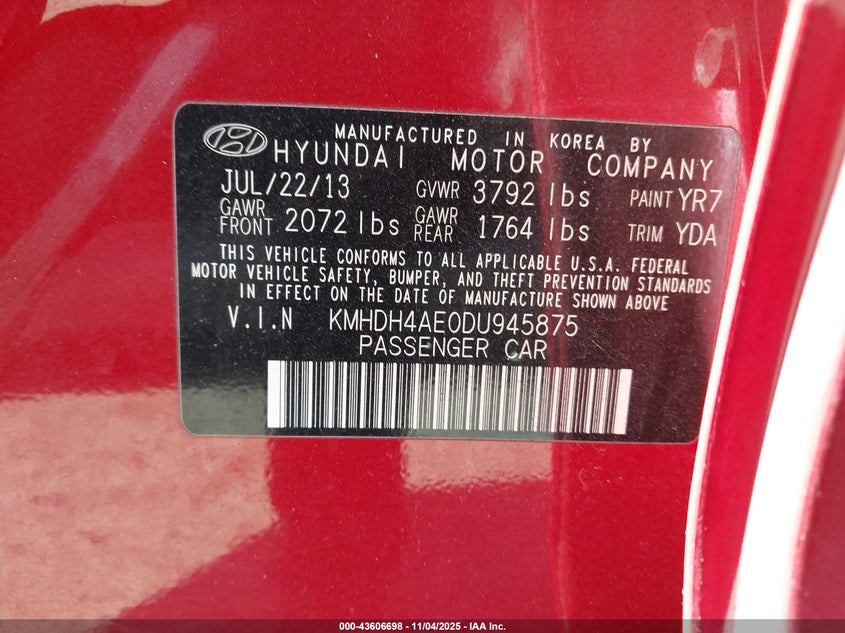 MANUFACTURED IN KOREA BY
HYUNDAI MOTOR COMPANY
JUL/22/13 GVWR 3792 lbs PAINT YR7
GAWR FRONT 2072 lbs GAWR REAR 1764 lbs TRIM YDA
THIS VEHICLE CONFORMS TO ALL APPLICABLE U.S.A. FEDERAL
MOTOR VEHICLE SAFETY, BUMPER, AND THEFT PREVENTION STANDARDS
IN EFFECT ON THE DATE OF MANUFACTURE SHOWN ABOVE
V.I.N KMHDH4AE0DU945875
PASSENGER CAR
000-43606698 - 11/04/2025 - IAA Inc.